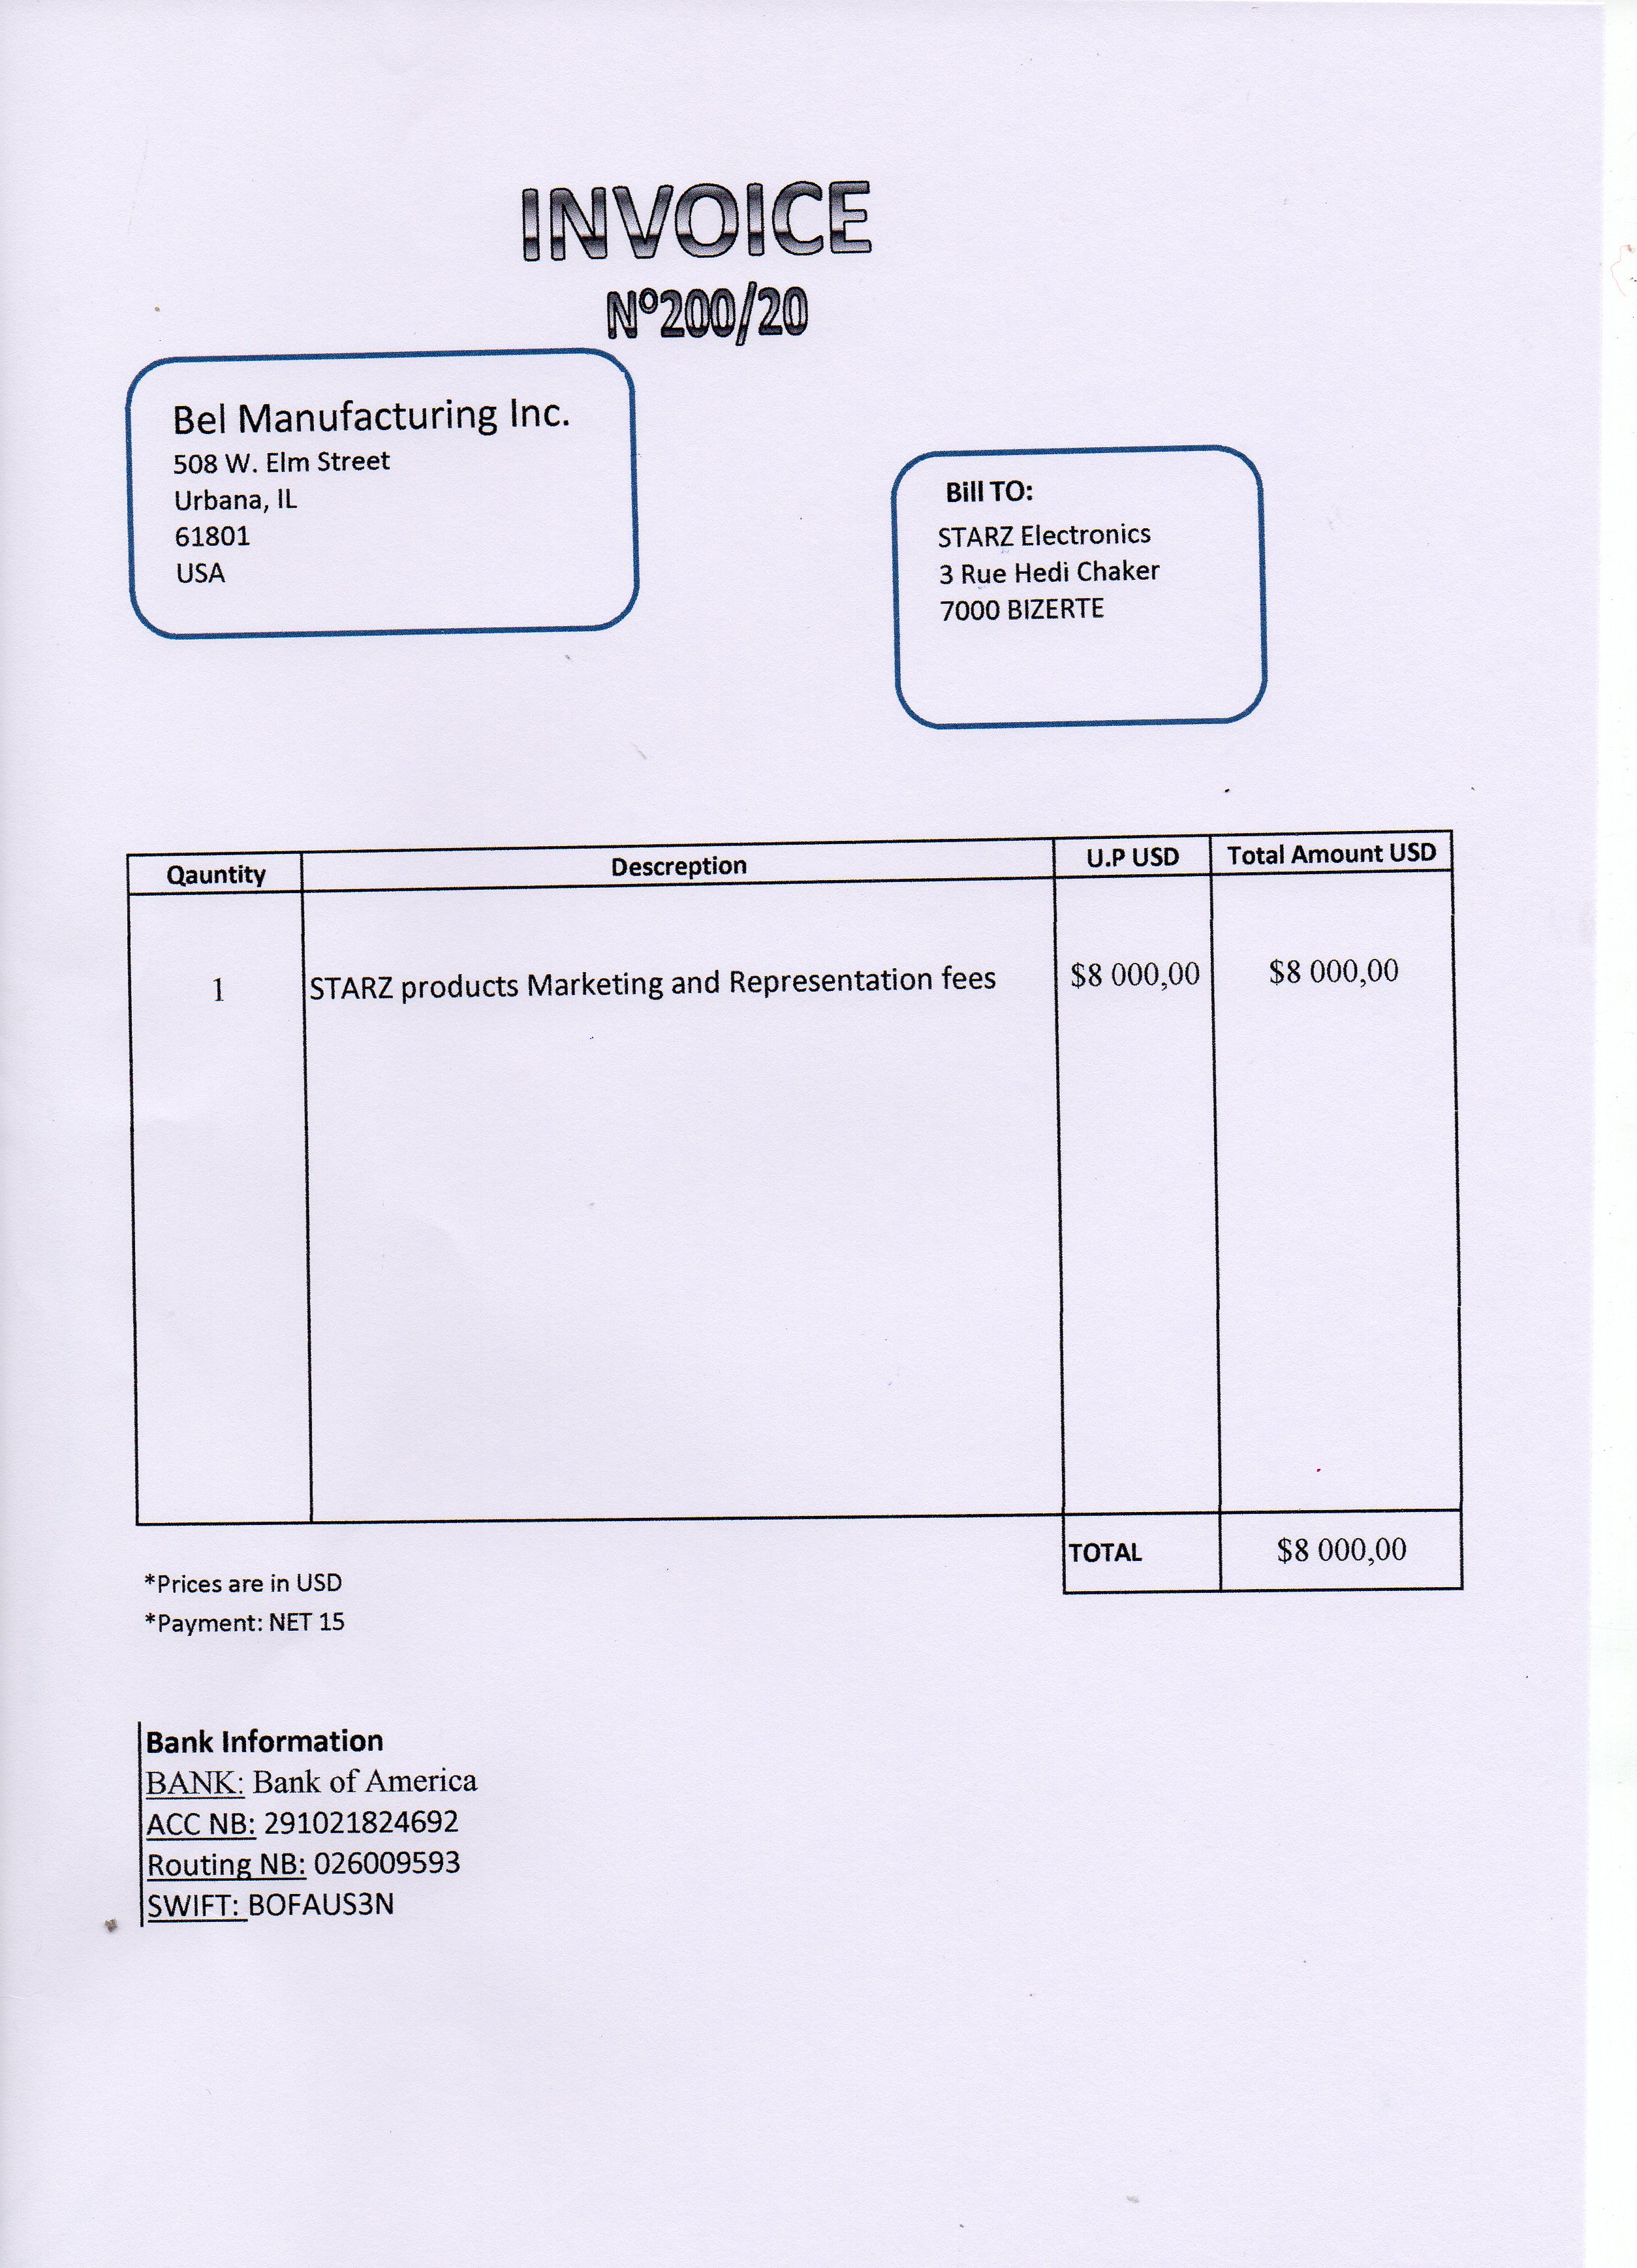 INVOICE
Nº200/20
Bel Manufacturing Inc.
508 W. Elm Street
Urbana, IL
61801
USA
Bill TO:
STARZ Electronics
3 Rue Hedi Chaker
7000 BIZERTE
Qauntity Descreption U.P USD Total Amount USD
1 STARZ products Marketing and Representation fees $8 000,00 $8 000,00
TOTAL $8 000,00
*Prices are in USD
*Payment: NET 15
Bank Information
BANK: Bank of America
ACC NB: 291021824692
Routing NB: 026009593
SWIFT: BOFAUS3N